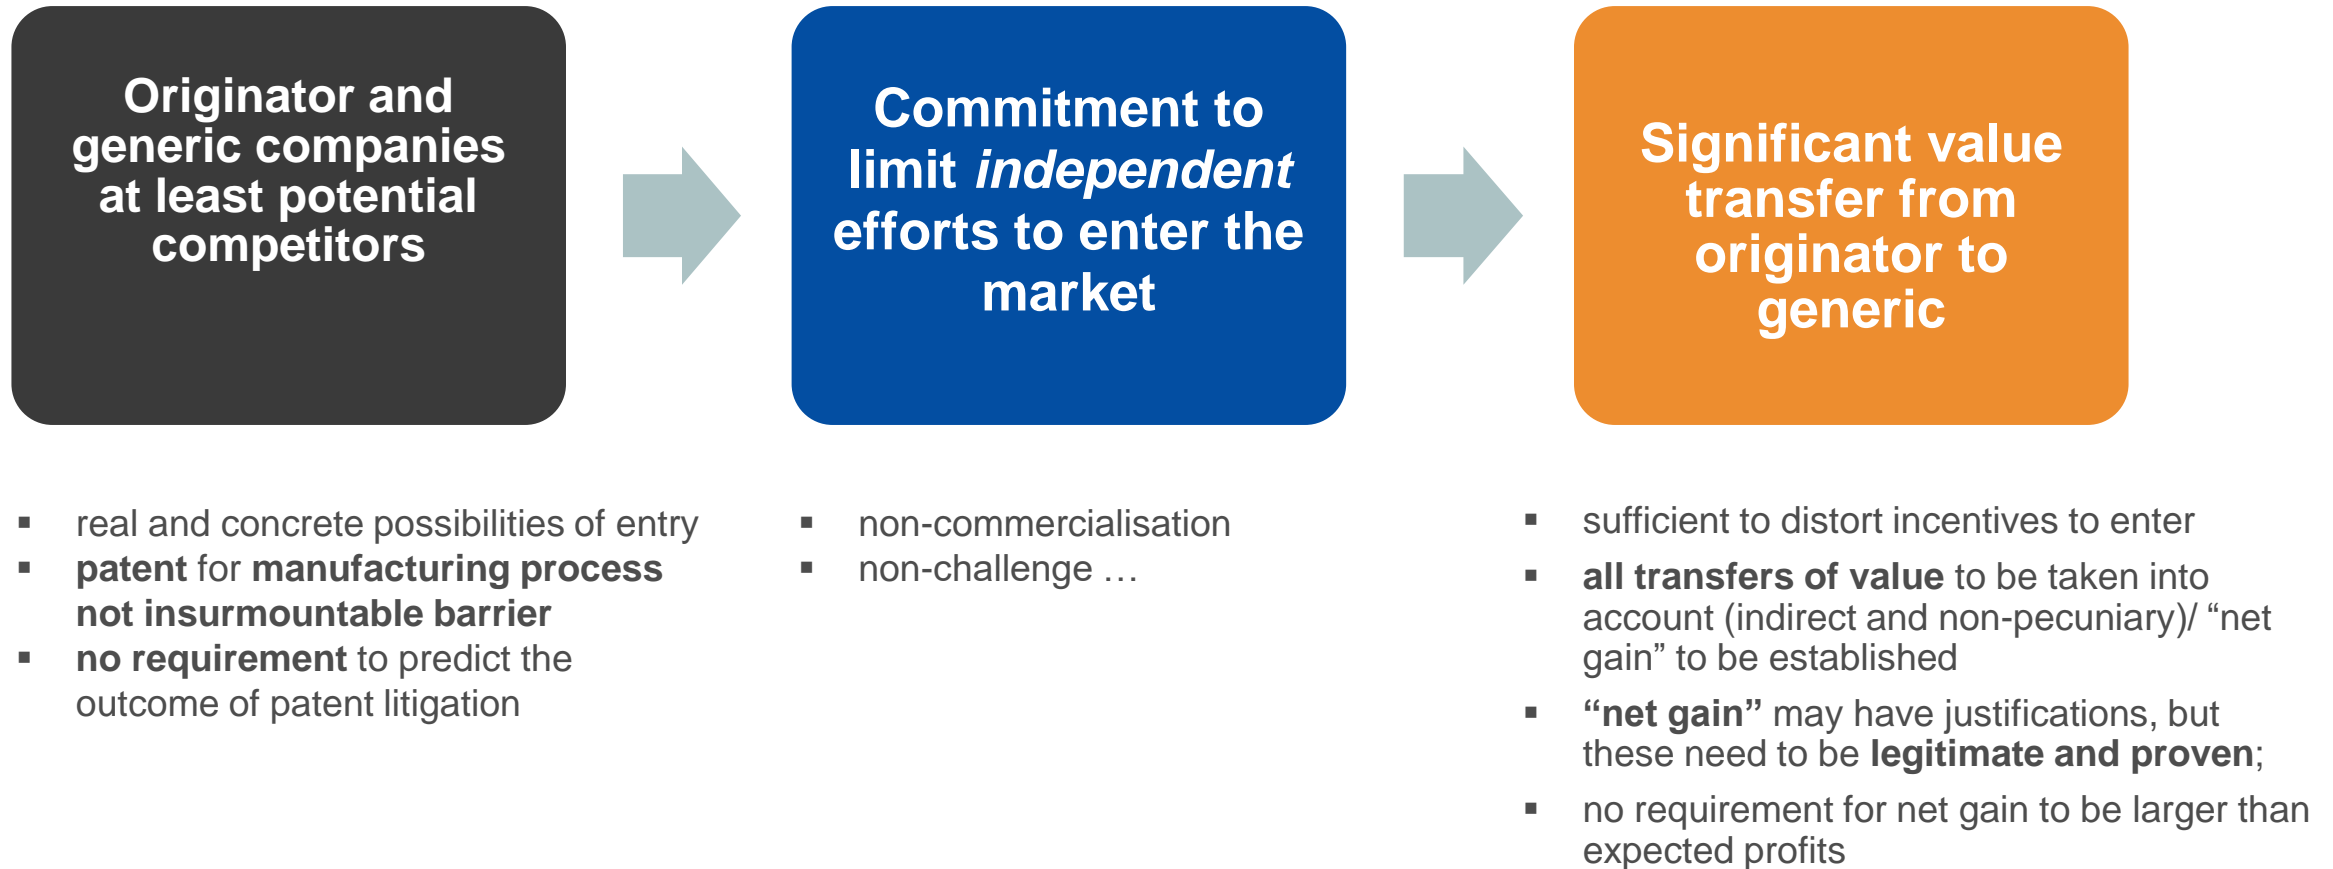 Originator and
generic companies
at least potential
competitors
Commitment to
limit independent
efforts to enter the
market
Significant value
transfer from
originator to
generic
▪ real and concrete possibilities of entry
▪ patent for manufacturing process
not insurmountable barrier
▪ no requirement to predict the
outcome of patent litigation
▪ non-commercialisation
▪ non-challenge …
▪ sufficient to distort incentives to enter
▪ all transfers of value to be taken into
account (indirect and non-pecuniary)/ “net
gain” to be established
▪ “net gain” may have justifications, but
these need to be legitimate and proven;
▪ no requirement for net gain to be larger than
expected profits